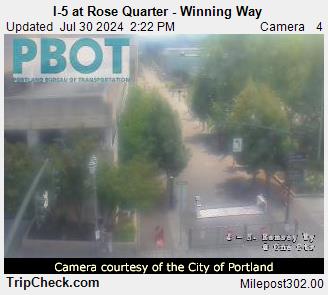 I-5 at Rose Quarter - Winning Way
Updated Jul 30 2024 2:22 PM Camera 4
PBOT
PORTLAND BUREAU OF TRANSPORTATION
Camera courtesy of the City of Portland
TripCheck.com Milepost302.00